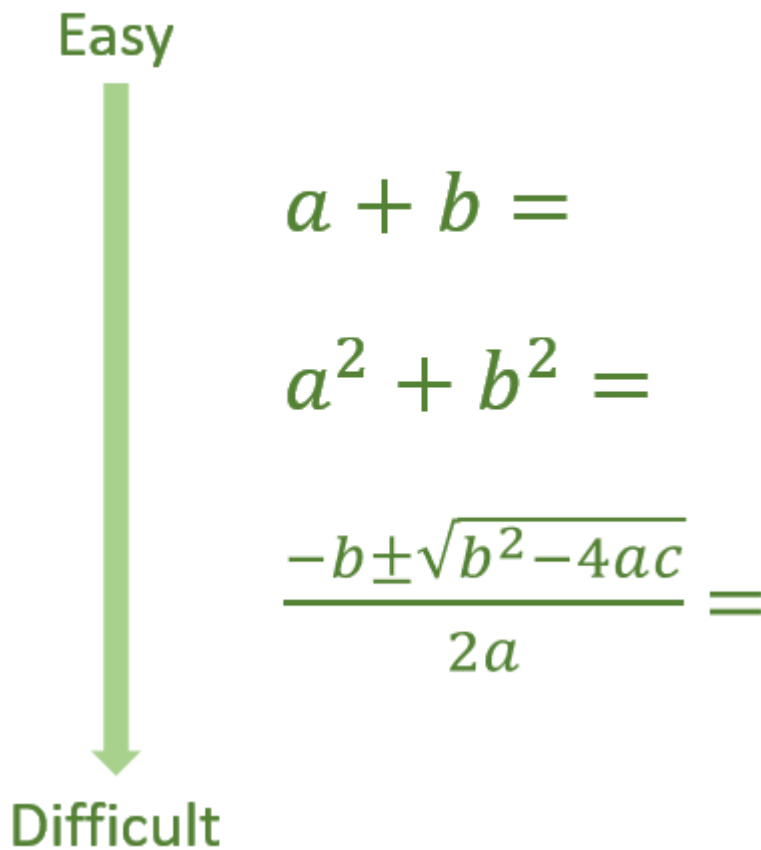 Easy
a + b =
a² + b² =
−b±√b²−4ac
2a
=
Difficult